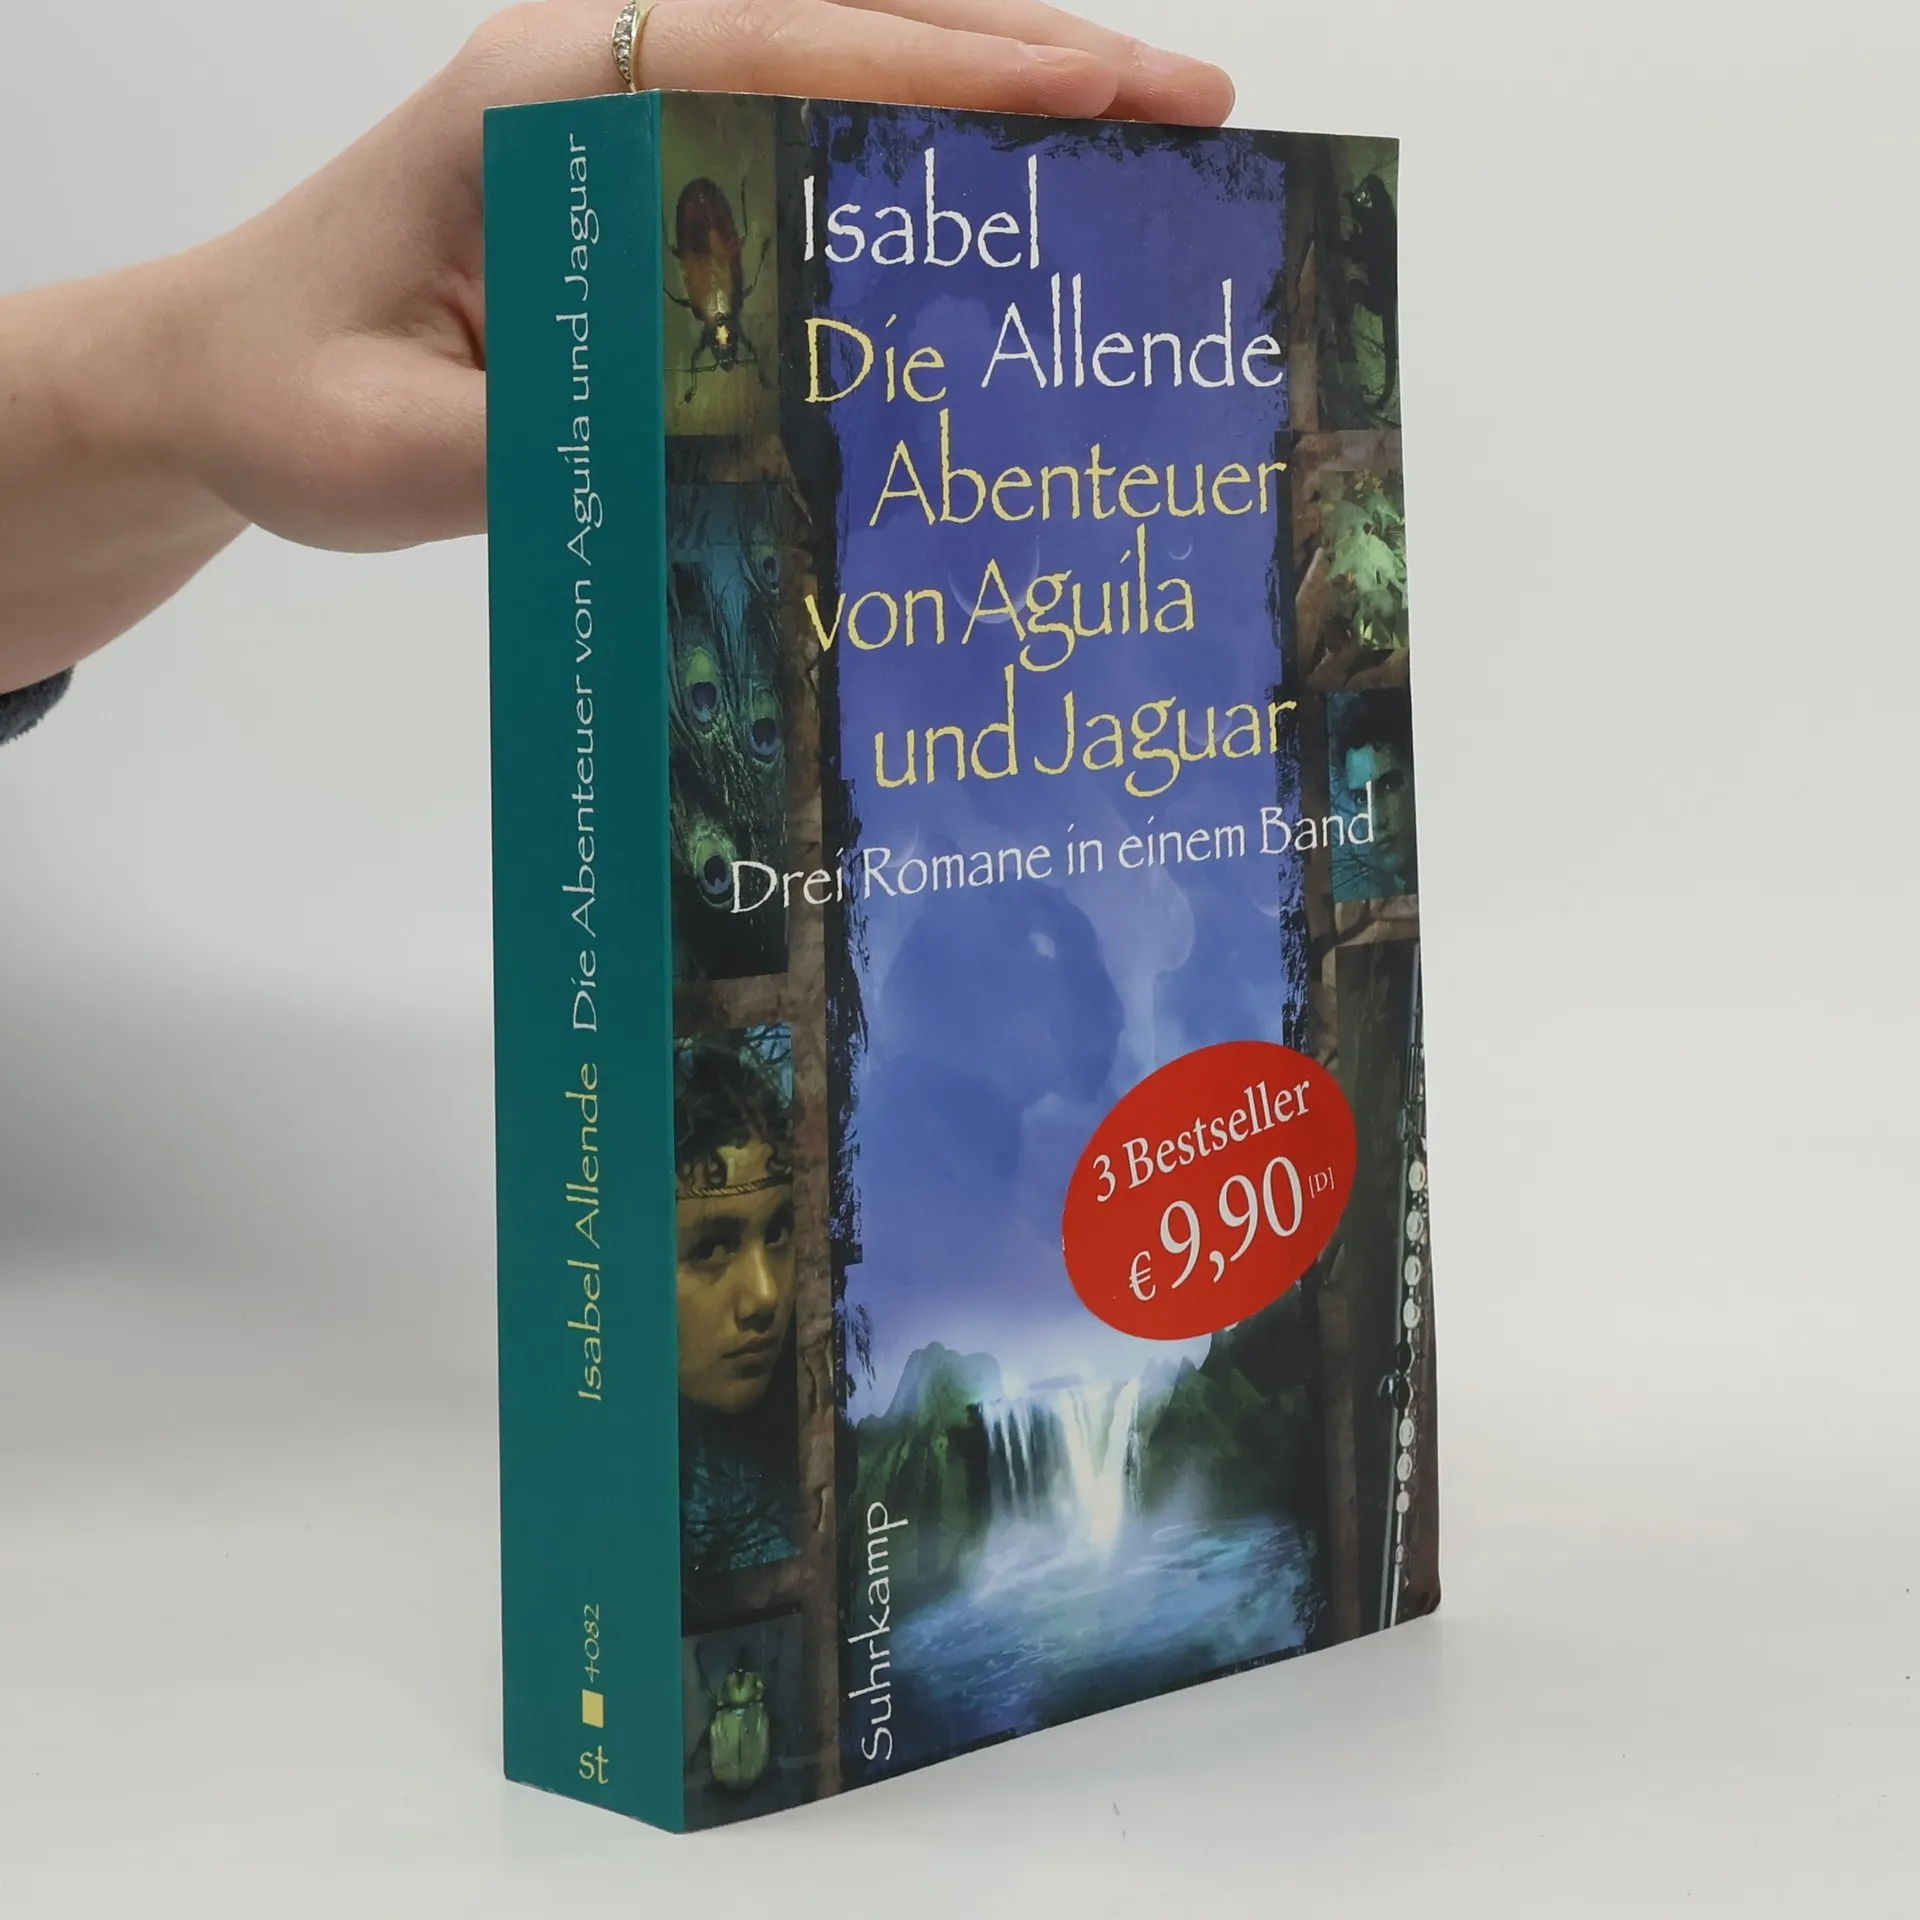 Isabel Allende Die Abenteuer von Aguila und Jaguar
4082
st
Isabel
Allende
Die
Abenteuer
von Aguila
und Jaguar
Drei Romane in einem Band
3 Bestseller
€ 9,90 [D]
Suhrkamp